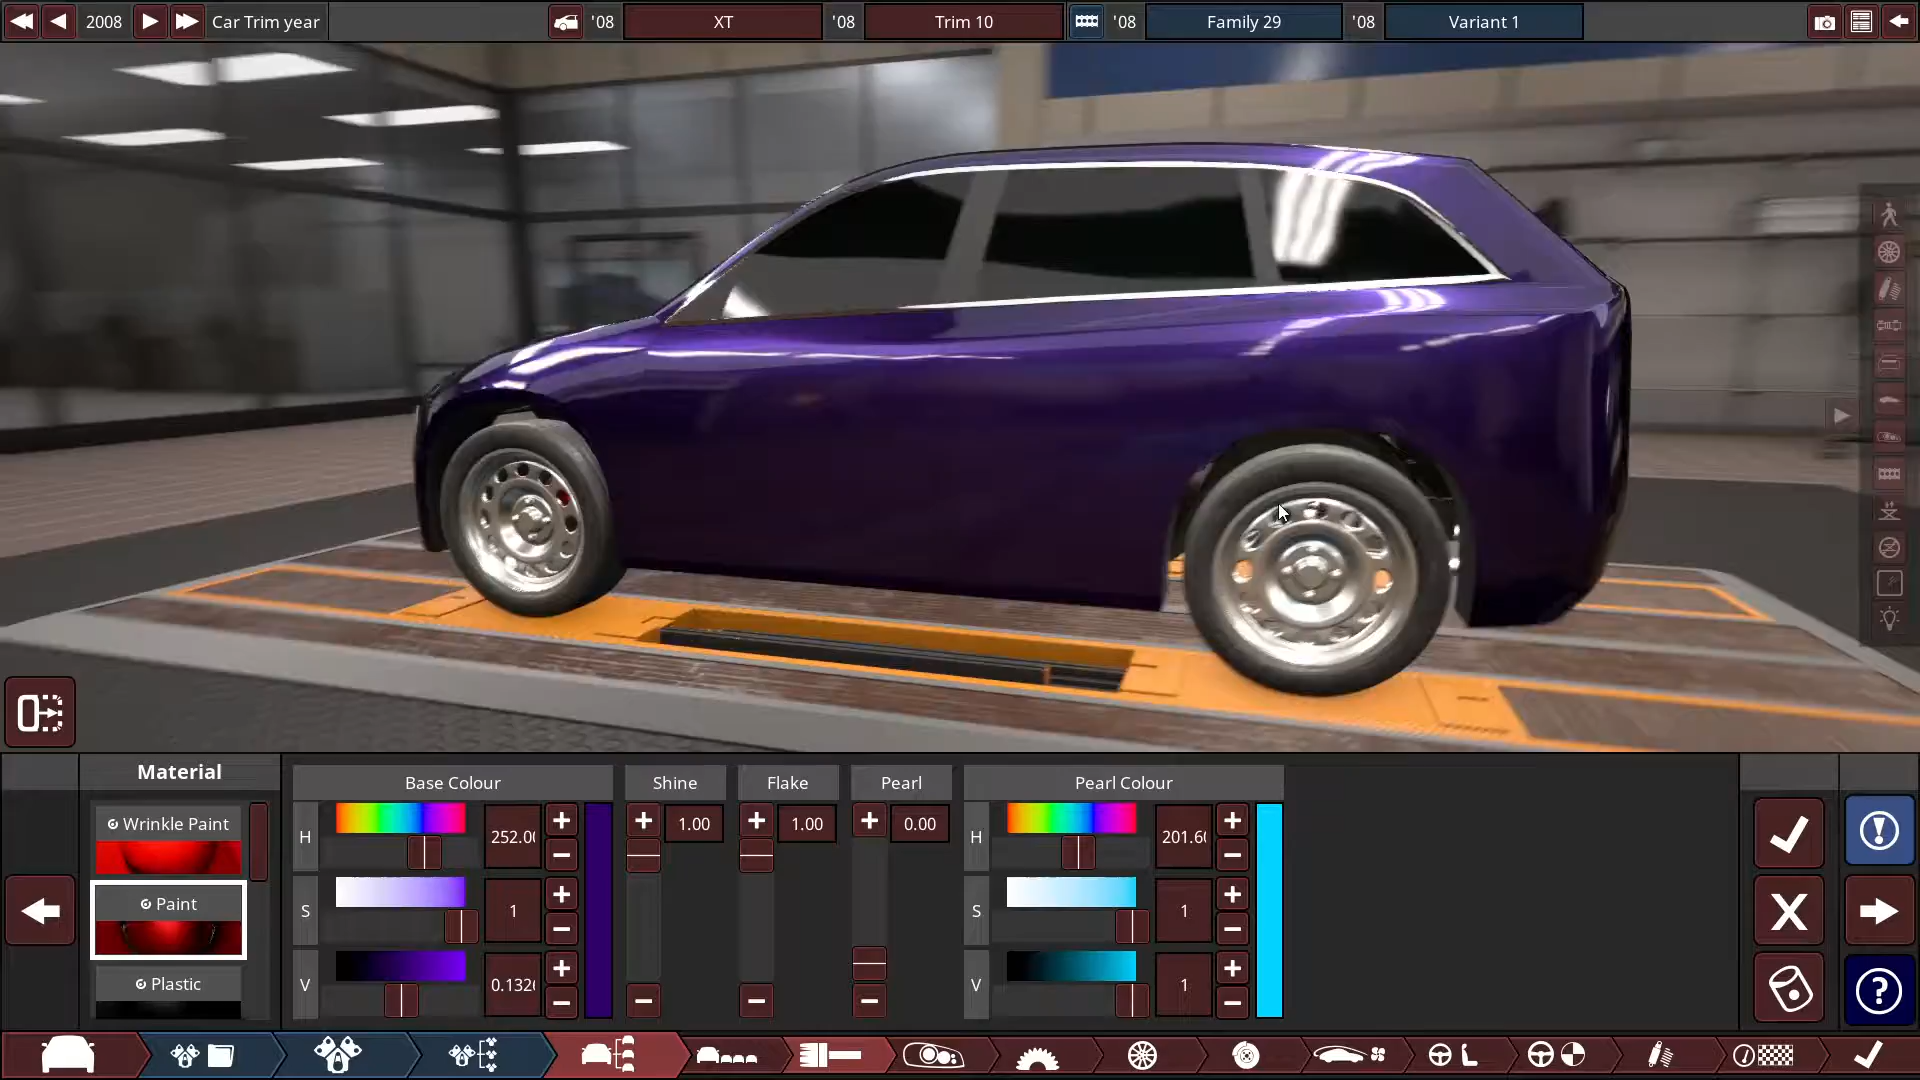 2008 Car Trim year '08 XT '08 Trim 10 '08 Family 29 '08 Variant 1
Material
Wrinkle Paint
Paint
Plastic
Base Colour
H 252.0
S 1
V 0.132
Shine
1.00
Flake
1.00
Pearl
0.00
Pearl Colour
H 201.6
S 1
V 1